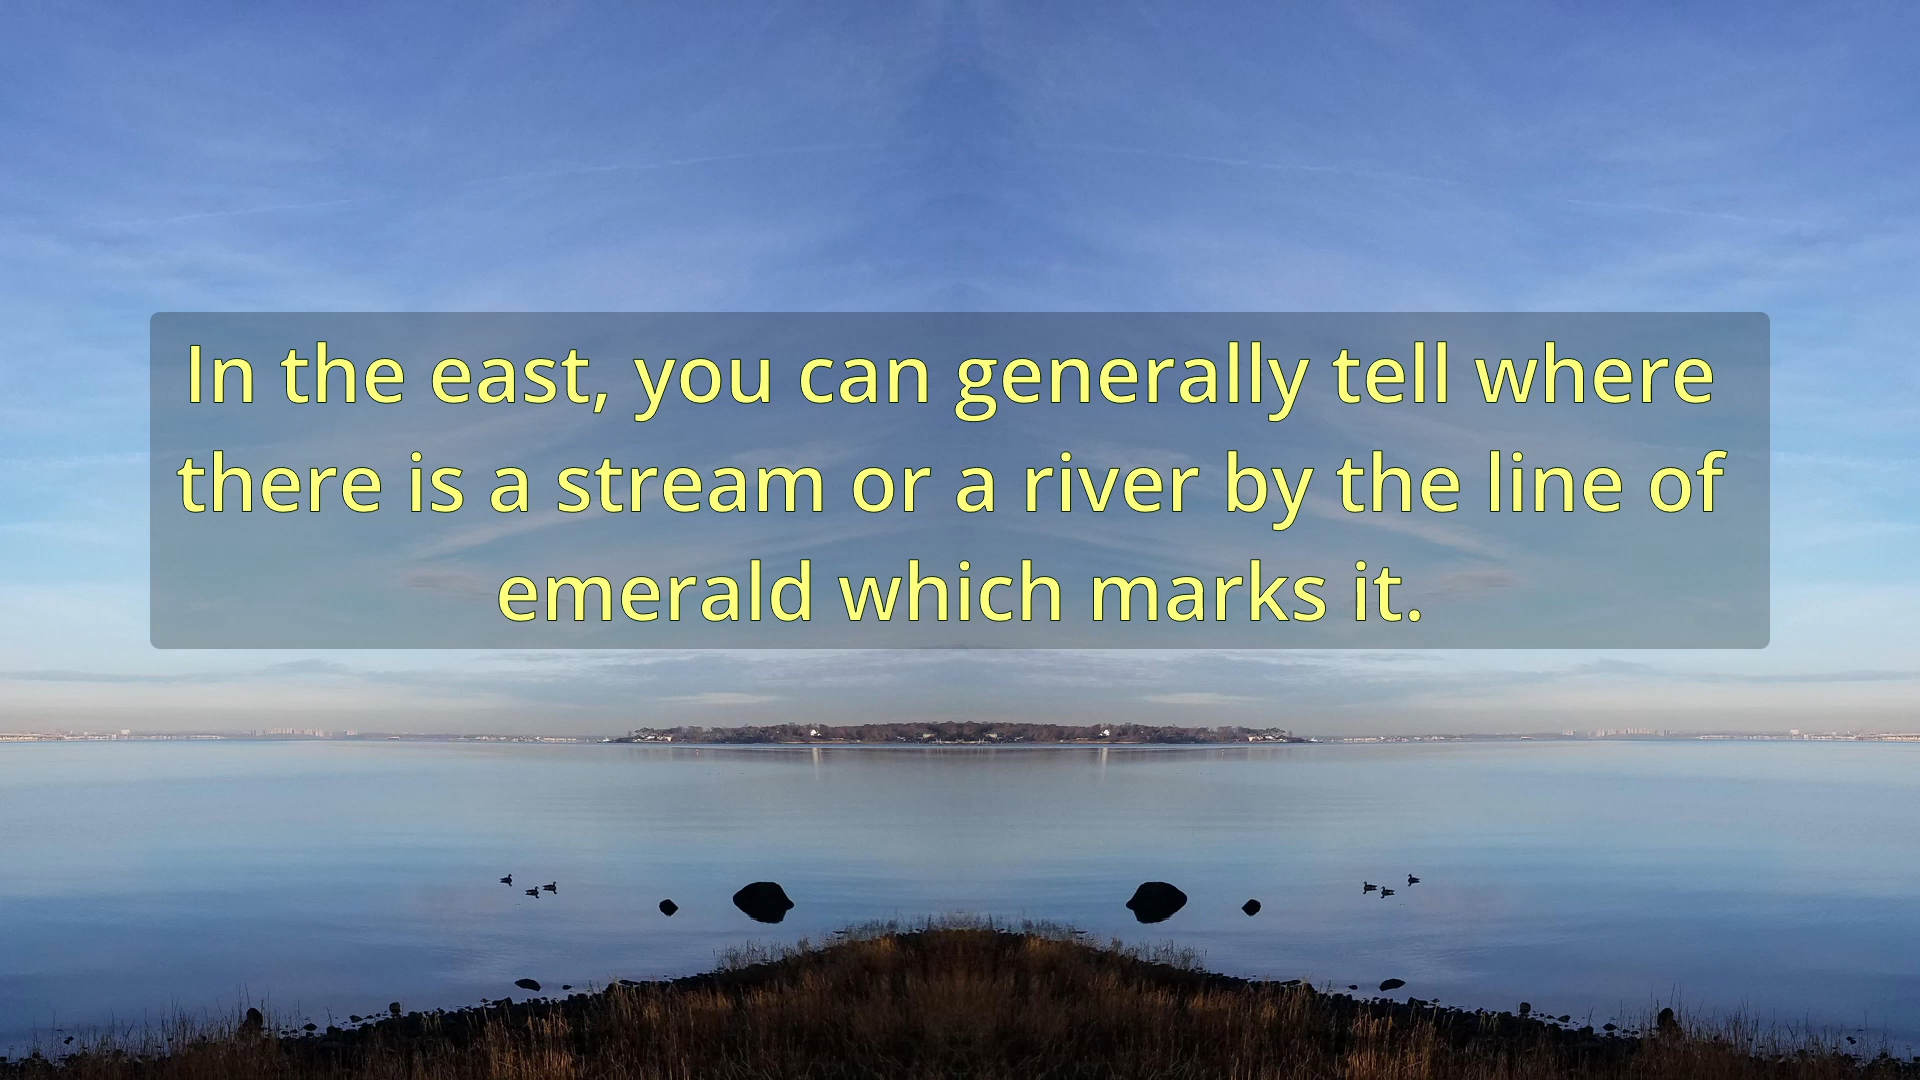 In the east, you can generally tell where
there is a stream or a river by the line of
emerald which marks it.